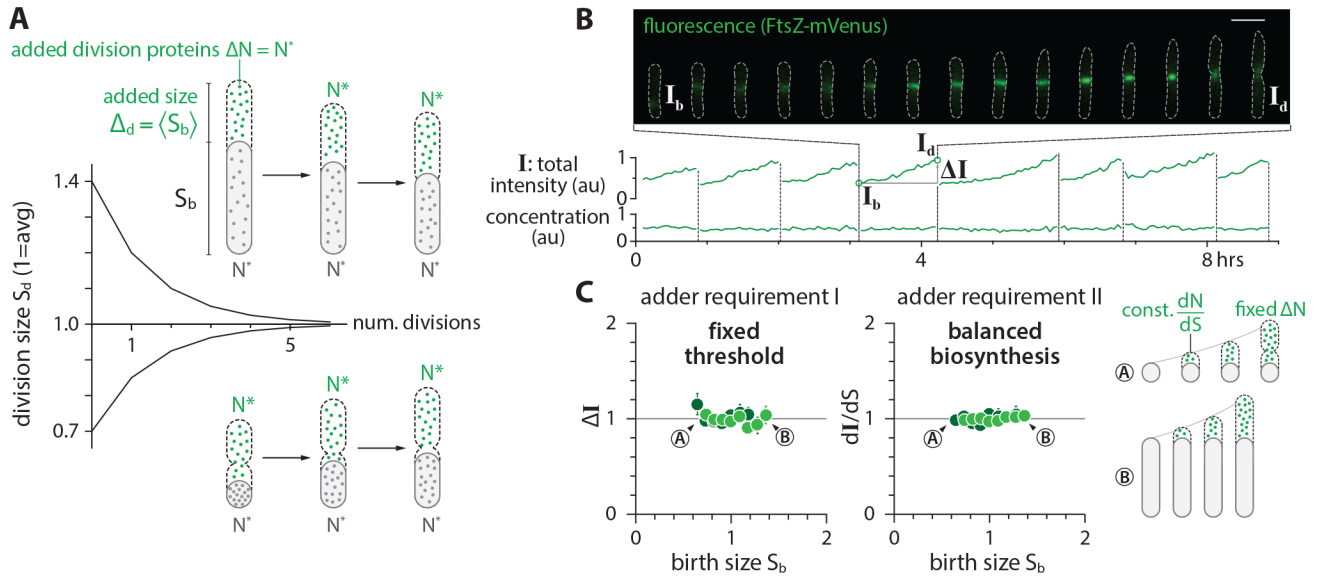 A
added division proteins ΔN = N*
added size
Δd = ⟨Sb⟩
Sb
N*
N*
N*
N*
N*
division size Sd (1=avg)
1.4
1.0
0.7
1
5
num. divisions
N*
N*
N*
N*
N*
N*
B
fluorescence (FtsZ-mVenus)
Ib
Id
I: total
intensity (au)
1
0
Id
ΔI
Ib
concentration
(au)
1
0
0
4
8 hrs
C
adder requirement I
fixed
threshold
ΔI
2
1
0
A
B
0
1
2
birth size Sb
adder requirement II
balanced
biosynthesis
dI/dS
2
1
0
A
B
0
1
2
birth size Sb
const. dN
dS
fixed ΔN
A
B